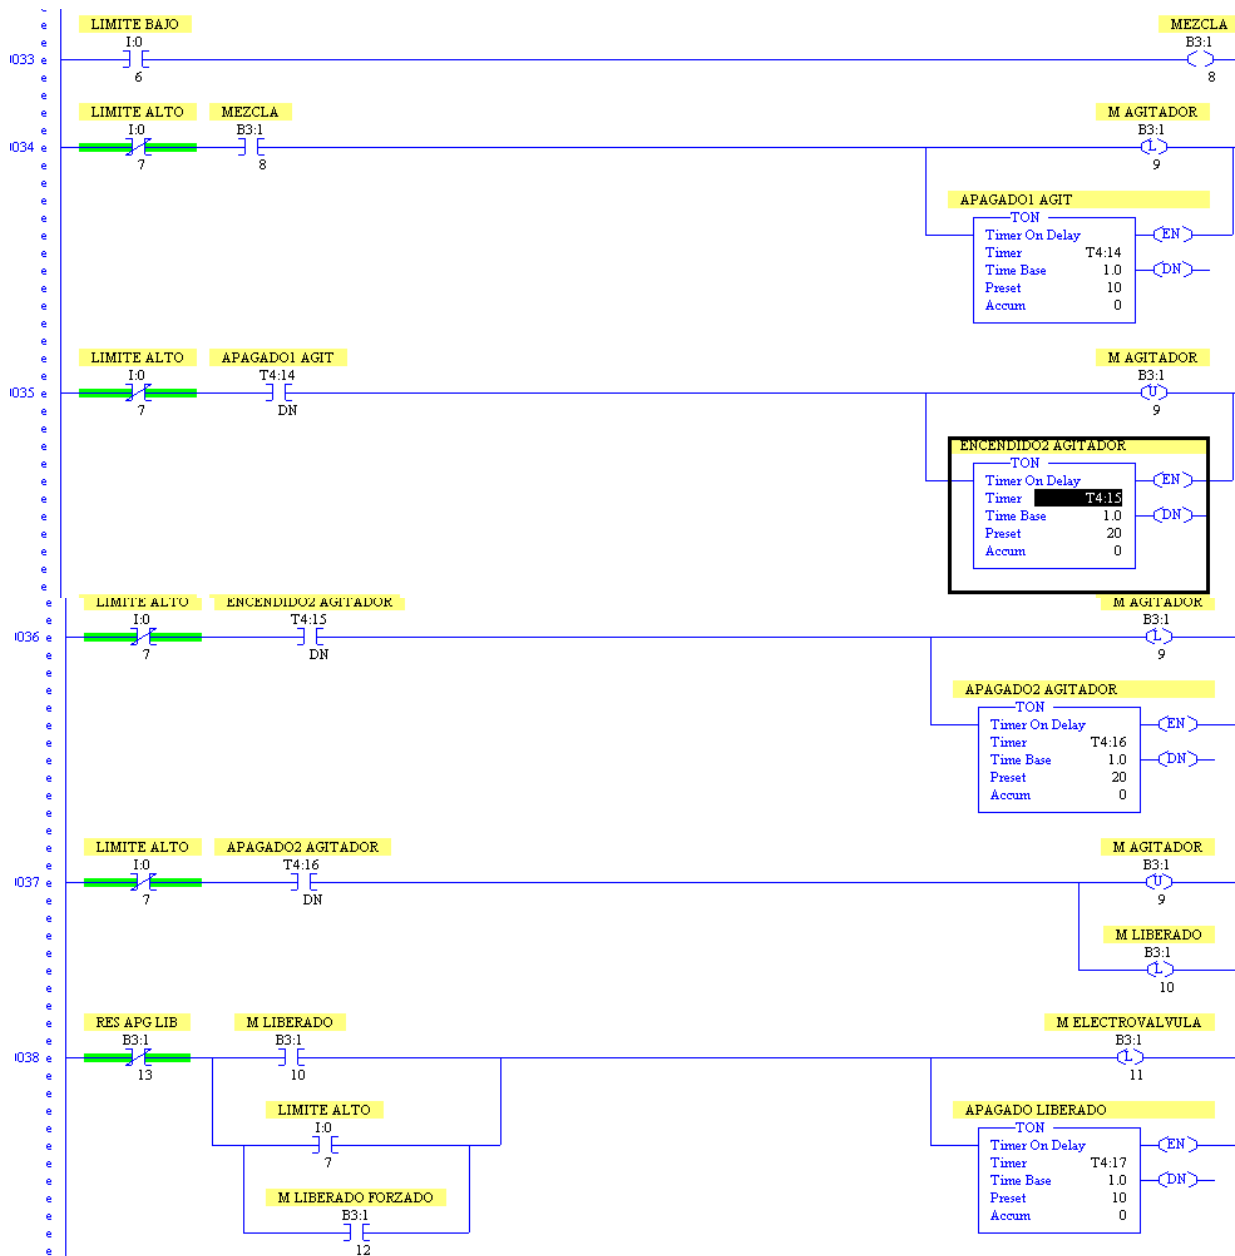 LIMITE BAJO MEZCLA
I:0 B3:1
033 e
6 8
LIMITE ALTO MEZCLA M AGITADOR
I:0 B3:1 B3:1
034 e L
7 8 9
APAGADO1 AGIT
TON
Timer On Delay EN
Timer T4:14
Time Base 1.0 DN
Preset 10
Accum 0
LIMITE ALTO APAGADO1 AGIT M AGITADOR
I:0 T4:14 B3:1
035 e U
7 DN 9
ENCENDIDO2 AGITADOR
TON
Timer On Delay EN
Timer T4:15
Time Base 1.0 DN
Preset 20
Accum 0
LIMITE ALTO ENCENDIDO2 AGITADOR M AGITADOR
I:0 T4:15 B3:1
036 e L
7 DN 9
APAGADO2 AGITADOR
TON
Timer On Delay EN
Timer T4:16
Time Base 1.0 DN
Preset 20
Accum 0
LIMITE ALTO APAGADO2 AGITADOR M AGITADOR
I:0 T4:16 B3:1
037 e U
7 DN 9
M LIBERADO
B3:1
L
10
RES APG LIB M LIBERADO M ELECTROVALVULA
B3:1 B3:1 B3:1
038 e L
13 10 11
LIMITE ALTO APAGADO LIBERADO
I:0 TON
Timer On Delay EN
7 Timer T4:17
Time Base 1.0 DN
M LIBERADO FORZADO Preset 10
B3:1 Accum 0
12